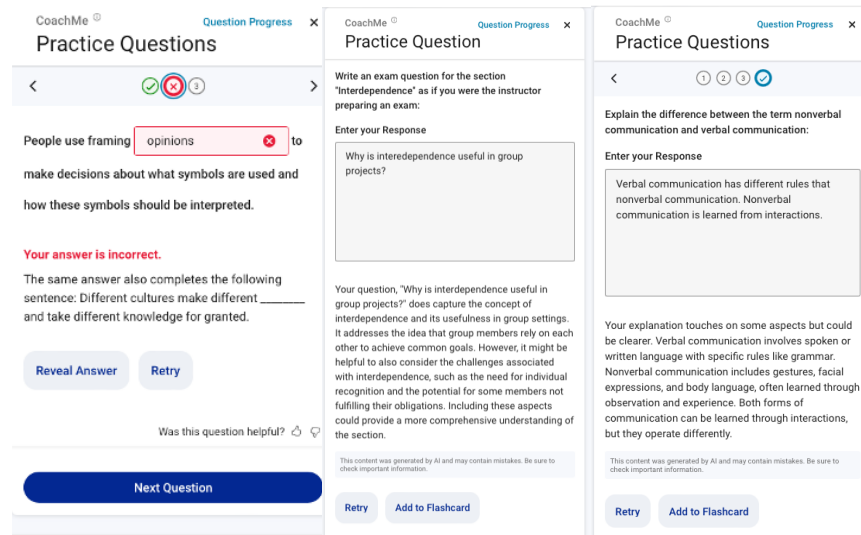 CoachMe ⓘ
Question Progress ×
Practice Questions
3
People use framing opinions to
make decisions about what symbols are used and
how these symbols should be interpreted.
Your answer is incorrect.
The same answer also completes the following
sentence: Different cultures make different ________
and take different knowledge for granted.
Reveal Answer
Retry
Was this question helpful?
Next Question
CoachMe ⓘ
Question Progress ×
Practice Question
Write an exam question for the section
"Interdependence" as if you were the instructor
preparing an exam:
Enter your Response
Why is interedependence useful in group
projects?
Your question, "Why is interdependence useful in
group projects?" does capture the concept of
interdependence and its usefulness in group settings.
It addresses the idea that group members rely on each
other to achieve common goals. However, it might be
helpful to also consider the challenges associated
with interdependence, such as the need for individual
recognition and the potential for some members not
fulfilling their obligations. Including these aspects
could provide a more comprehensive understanding of
the section.
This content was generated by AI and may contain mistakes. Be sure to
check important information.
Retry
Add to Flashcard
CoachMe ⓘ
Question Progress ×
Practice Questions
1 2 3
Explain the difference between the term nonverbal
communication and verbal communication:
Enter your Response
Verbal communication has different rules that
nonverbal communication. Nonverbal
communication is learned from interactions.
Your explanation touches on some aspects but could
be clearer. Verbal communication involves spoken or
written language with specific rules like grammar.
Nonverbal communication includes gestures, facial
expressions, and body language, often learned through
observation and experience. Both forms of
communication can be learned through interactions,
but they operate differently.
This content was generated by AI and may contain mistakes. Be sure to
check important information.
Retry
Add to Flashcard